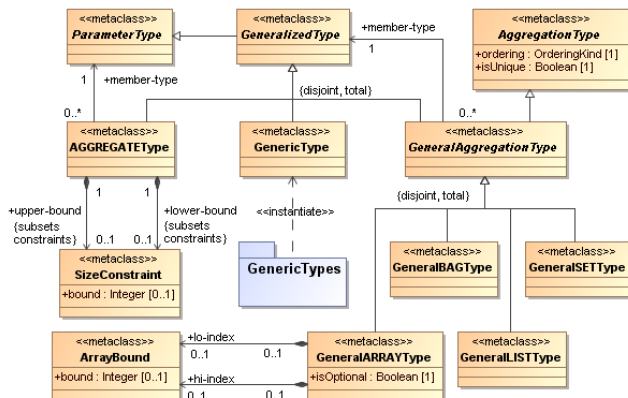 <<metaclass>>
ParameterType
<<metaclass>>
GeneralizedType
<<metaclass>>
AggregationType
+ordering : OrderingKind [1]
+isUnique : Boolean [1]
+member-type
1
1
+member-type
{disjoint, total}
0..*
0..*
<<metaclass>>
AGGREGATEType
<<metaclass>>
GenericType
<<metaclass>>
GeneralAggregationType
1
1
+upper-bound
{subsets
constraints}
0..1
+lower-bound
{subsets
constraints}
0..1
<<instantiate>>
{disjoint, total}
<<metaclass>>
SizeConstraint
+bound : Integer [0..1]
GenericTypes
<<metaclass>>
GeneralBAGType
<<metaclass>>
GeneralSETType
<<metaclass>>
ArrayBound
+bound : Integer [0..1]
+lo-index
0..1
0..1
+hi-index
0..1
0..1
<<metaclass>>
GeneralARRAYType
+isOptional : Boolean [1]
<<metaclass>>
GeneralLISTType